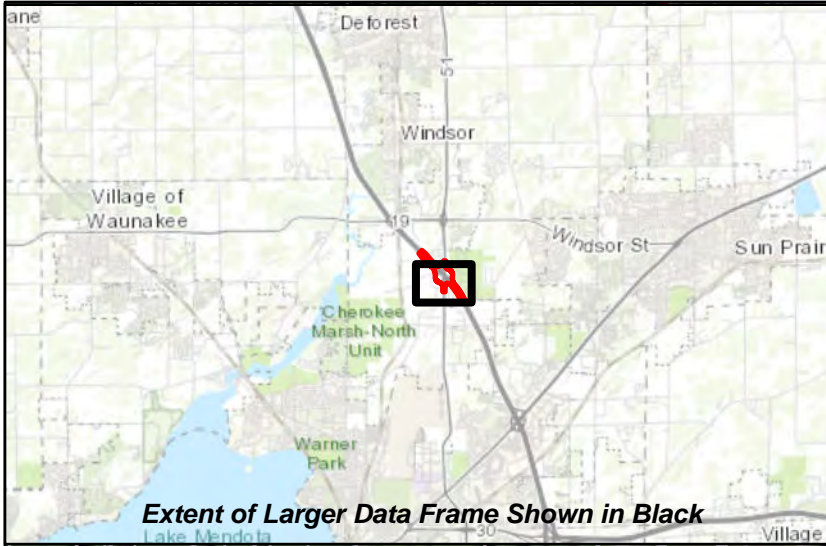 ane
Deforest
51
Windsor
Village of
Waunakee
19
Windsor St
Sun Prair
Cherokee
Marsh-North
Unit
Warner
Park
Extent of Larger Data Frame Shown in Black
Lake Mendota
30
Village